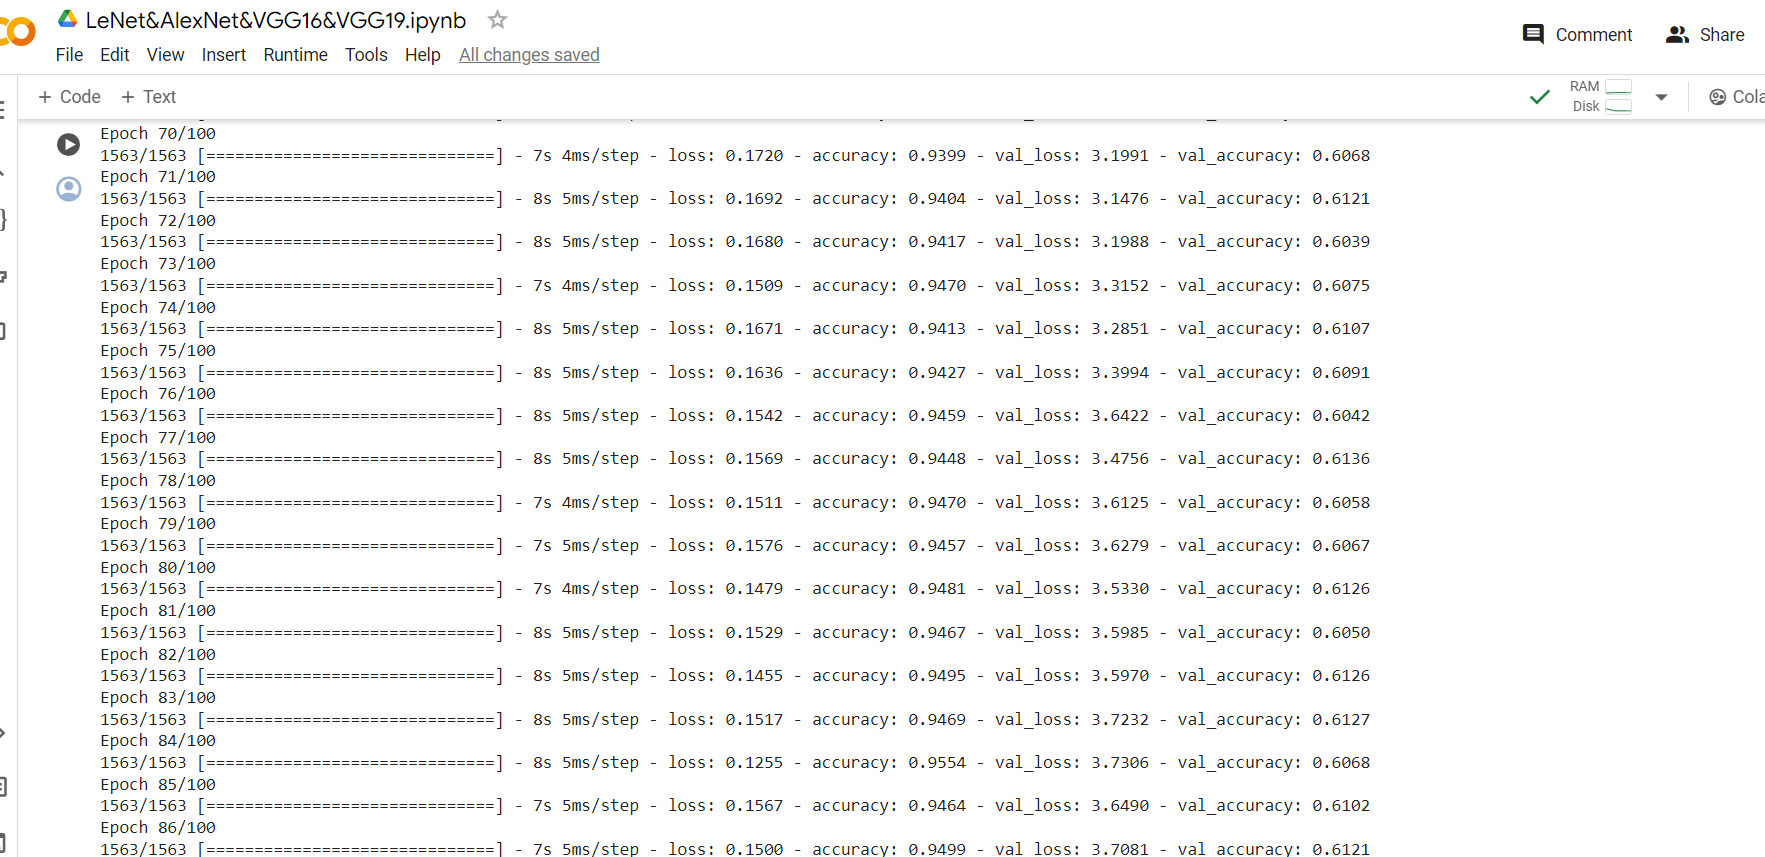 LeNet&AlexNet&VGG16&VGG19.ipynb
Comment
Share
File Edit View Insert Runtime Tools Help All changes saved
+ Code + Text
RAM
Disk
Epoch 70/100
1563/1563 [==============================] - 7s 4ms/step - loss: 0.1720 - accuracy: 0.9399 - val_loss: 3.1991 - val_accuracy: 0.6068
Epoch 71/100
1563/1563 [==============================] - 8s 5ms/step - loss: 0.1692 - accuracy: 0.9404 - val_loss: 3.1476 - val_accuracy: 0.6121
Epoch 72/100
1563/1563 [==============================] - 8s 5ms/step - loss: 0.1680 - accuracy: 0.9417 - val_loss: 3.1988 - val_accuracy: 0.6039
Epoch 73/100
1563/1563 [==============================] - 7s 4ms/step - loss: 0.1509 - accuracy: 0.9470 - val_loss: 3.3152 - val_accuracy: 0.6075
Epoch 74/100
1563/1563 [==============================] - 8s 5ms/step - loss: 0.1671 - accuracy: 0.9413 - val_loss: 3.2851 - val_accuracy: 0.6107
Epoch 75/100
1563/1563 [==============================] - 8s 5ms/step - loss: 0.1636 - accuracy: 0.9427 - val_loss: 3.3994 - val_accuracy: 0.6091
Epoch 76/100
1563/1563 [==============================] - 8s 5ms/step - loss: 0.1542 - accuracy: 0.9459 - val_loss: 3.6422 - val_accuracy: 0.6042
Epoch 77/100
1563/1563 [==============================] - 8s 5ms/step - loss: 0.1569 - accuracy: 0.9448 - val_loss: 3.4756 - val_accuracy: 0.6136
Epoch 78/100
1563/1563 [==============================] - 7s 4ms/step - loss: 0.1511 - accuracy: 0.9470 - val_loss: 3.6125 - val_accuracy: 0.6058
Epoch 79/100
1563/1563 [==============================] - 7s 5ms/step - loss: 0.1576 - accuracy: 0.9457 - val_loss: 3.6279 - val_accuracy: 0.6067
Epoch 80/100
1563/1563 [==============================] - 7s 4ms/step - loss: 0.1479 - accuracy: 0.9481 - val_loss: 3.5330 - val_accuracy: 0.6126
Epoch 81/100
1563/1563 [==============================] - 8s 5ms/step - loss: 0.1529 - accuracy: 0.9467 - val_loss: 3.5985 - val_accuracy: 0.6050
Epoch 82/100
1563/1563 [==============================] - 8s 5ms/step - loss: 0.1455 - accuracy: 0.9495 - val_loss: 3.5970 - val_accuracy: 0.6126
Epoch 83/100
1563/1563 [==============================] - 8s 5ms/step - loss: 0.1517 - accuracy: 0.9469 - val_loss: 3.7232 - val_accuracy: 0.6127
Epoch 84/100
1563/1563 [==============================] - 8s 5ms/step - loss: 0.1255 - accuracy: 0.9554 - val_loss: 3.7306 - val_accuracy: 0.6068
Epoch 85/100
1563/1563 [==============================] - 7s 5ms/step - loss: 0.1567 - accuracy: 0.9464 - val_loss: 3.6490 - val_accuracy: 0.6102
Epoch 86/100
1563/1563 [==============================] - 7s 5ms/step - loss: 0.1500 - accuracy: 0.9499 - val_loss: 3.7081 - val_accuracy: 0.6121